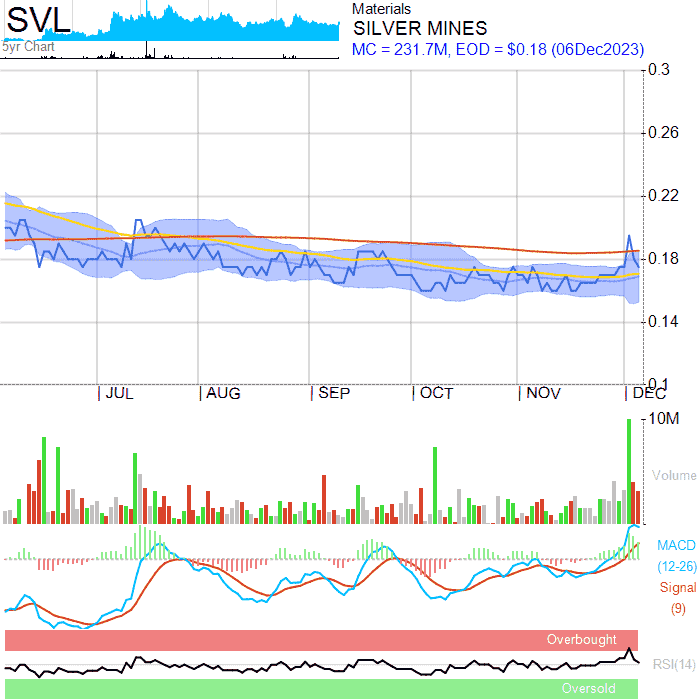 SVL
5yr Chart
Materials
SILVER MINES
MC = 231.7M, EOD = $0.18 (06Dec2023)
0.3
0.26
0.22
0.18
0.14
0.1
JUL AUG SEP OCT NOV DEC
10M
Volume
MACD
(12-26)
Signal
(9)
Overbought
RSI(14)
Oversold